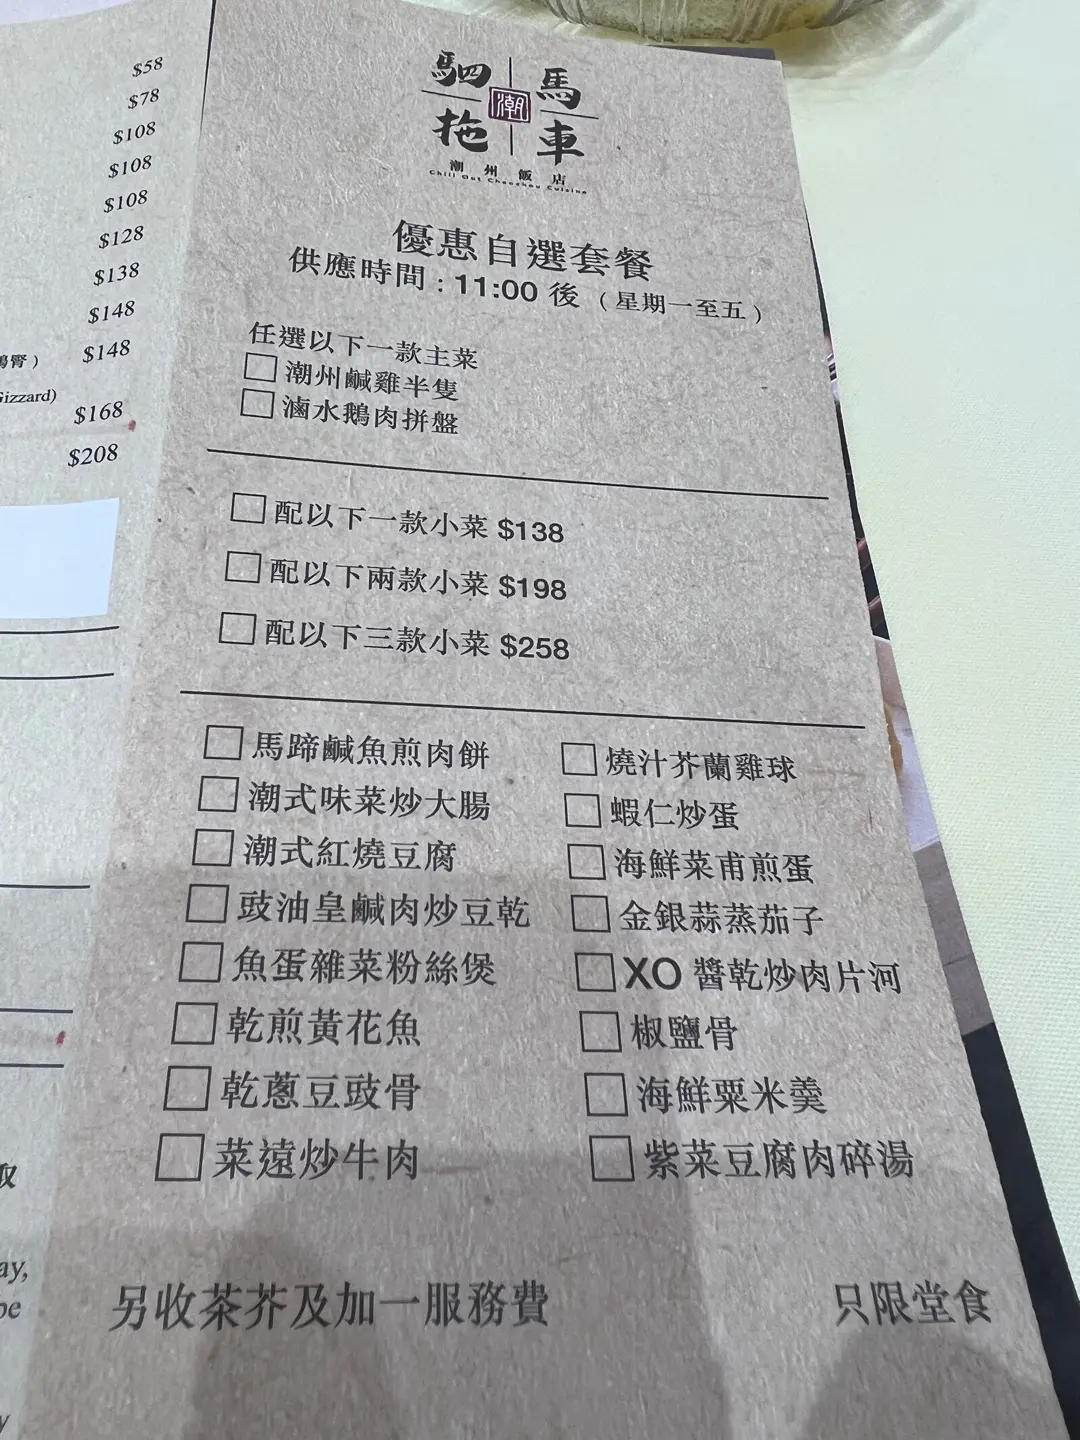 $58
$78
$108
$108
$108
$128
$138
$148
鵝腎）
$148
Gizzard)
$168
$208
取
ay,
be
y
駟馬
潮
拖車
潮州飯店
Chill Out Chaozhou Cuisine
優惠自選套餐
供應時間：11:00 後（星期一至五）
任選以下一款主菜
潮州鹹雞半隻
滷水鵝肉拼盤
配以下一款小菜 $138
配以下兩款小菜 $198
配以下三款小菜 $258
馬蹄鹹魚煎肉餅
潮式味菜炒大腸
潮式紅燒豆腐
豉油皇鹹肉炒豆乾
魚蛋雜菜粉絲煲
乾煎黃花魚
乾蔥豆豉骨
菜遠炒牛肉
燒汁芥蘭雞球
蝦仁炒蛋
海鮮菜甫煎蛋
金銀蒜蒸茄子
XO 醬乾炒肉片河
椒鹽骨
海鮮粟米羹
紫菜豆腐肉碎湯
另收茶芥及加一服務費
只限堂食